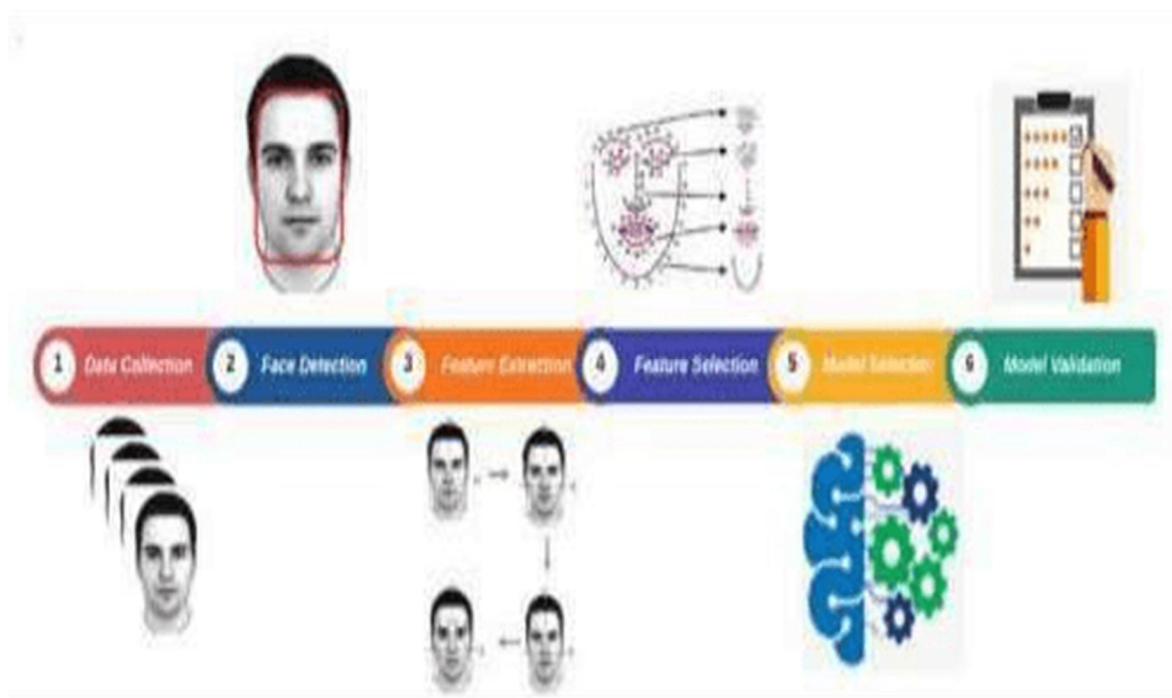 1 Data Collection
2 Face Detection
3 Feature Extraction
4 Feature Selection
5 Model Selection
6 Model Validation